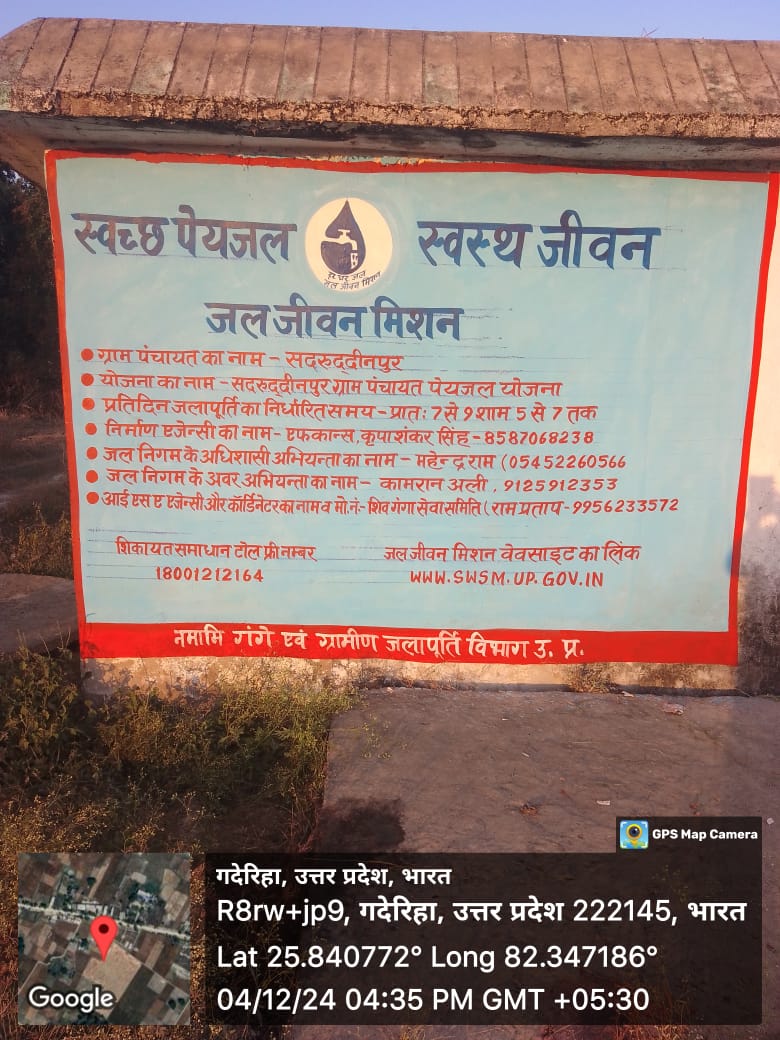 स्वच्छ पेयजल स्वस्थ जीवन
हर घर जल
जल जीवन मिशन
जल जीवन मिशन
ग्राम पंचायत का नाम - सदरुद्दीनपुर
योजना का नाम - सदरुद्दीनपुर ग्राम पंचायत पेयजल योजना
प्रतिदिन जलापूर्ति का निर्धारित समय - प्रातः 7 से 9 शाम 5 से 7 तक
निर्माण एजेन्सी का नाम - एफकान्स, कृपाशंकर सिंह - 8587068238
जल निगम के अधिशासी अभियन्ता का नाम - महेन्द्र राम (05452260566
जल निगम के अवर अभियन्ता का नाम - कामरान अली, 9125912353
आई एस ए एजेन्सी और कॉर्डिनेटर का नाम व मो.नं. - शिव गंगा सेवा समिति (राम प्रताप - 9956233572
शिकायत समाधान टोल फ्री नम्बर
18001212164
जल जीवन मिशन वेवसाइट का लिंक
WWW.SWSM.UP.GOV.IN
नमामि गंगे एवं ग्रामीण जलापूर्ति विभाग उ. प्र.
GPS Map Camera
गदेरिहा, उत्तर प्रदेश, भारत
R8rw+jp9, गदेरिहा, उत्तर प्रदेश 222145, भारत
Lat 25.840772° Long 82.347186°
04/12/24 04:35 PM GMT +05:30
Google